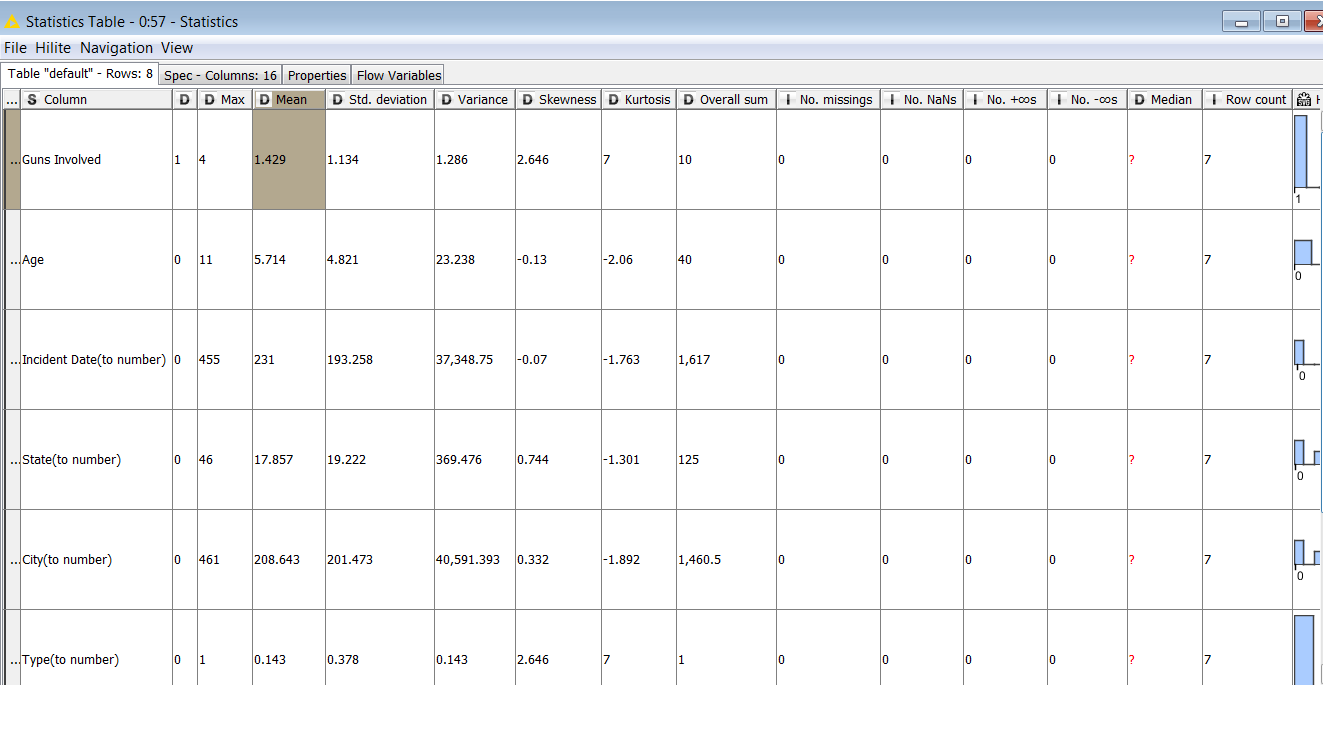 Statistics Table - 0:57 - Statistics
File Hilite Navigation View
Table "default" - Rows: 8 Spec - Columns: 16 Properties Flow Variables
... S Column D D Max D Mean D Std. deviation D Variance D Skewness D Kurtosis D Overall sum I No. missings I No. NaNs I No. +∞s I No. -∞s D Median I Row count H
...Guns Involved 1 4 1.429 1.134 1.286 2.646 7 10 0 0 0 0 ? 7
1
...Age 0 11 5.714 4.821 23.238 -0.13 -2.06 40 0 0 0 0 ? 7
0
...Incident Date(to number) 0 455 231 193.258 37,348.75 -0.07 -1.763 1,617 0 0 0 0 ? 7
0
...State(to number) 0 46 17.857 19.222 369.476 0.744 -1.301 125 0 0 0 0 ? 7
0
...City(to number) 0 461 208.643 201.473 40,591.393 0.332 -1.892 1,460.5 0 0 0 0 ? 7
0
...Type(to number) 0 1 0.143 0.378 0.143 2.646 7 1 0 0 0 0 ? 7